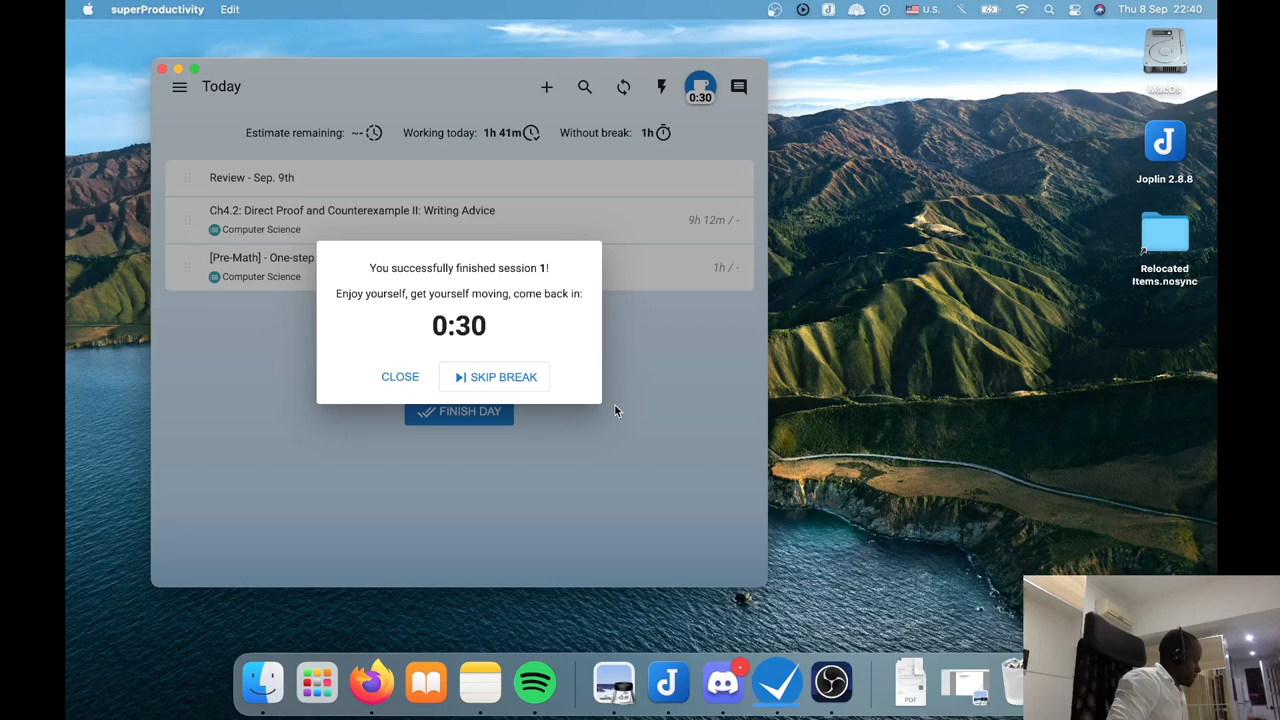 superProductivity Edit
U.S. Thu 8 Sep 22:40
MacOs
Today
0:30
Estimate remaining: ~- Working today: 1h 41m Without break: 1h
Review - Sep. 9th
Ch4.2: Direct Proof and Counterexample II: Writing Advice
9h 12m / -
Computer Science
[Pre-Math] - One-step
1h / -
Computer Science
You successfully finished session 1!
Enjoy yourself, get yourself moving, come back in:
0:30
CLOSE SKIP BREAK
FINISH DAY
Joplin 2.8.8
Relocated
Items.nosync
PDF